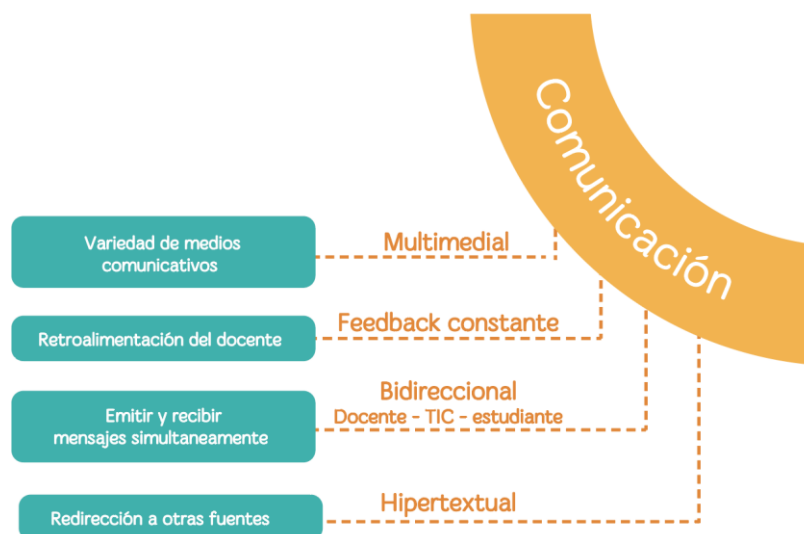 Comunicación
Variedad de medios
comunicativos
Multimedial
Retroalimentación del docente
Feedback constante
Emitir y recibir
mensajes simultaneamente
Bidireccional
Docente - TIC - estudiante
Redirección a otras fuentes
Hipertextual